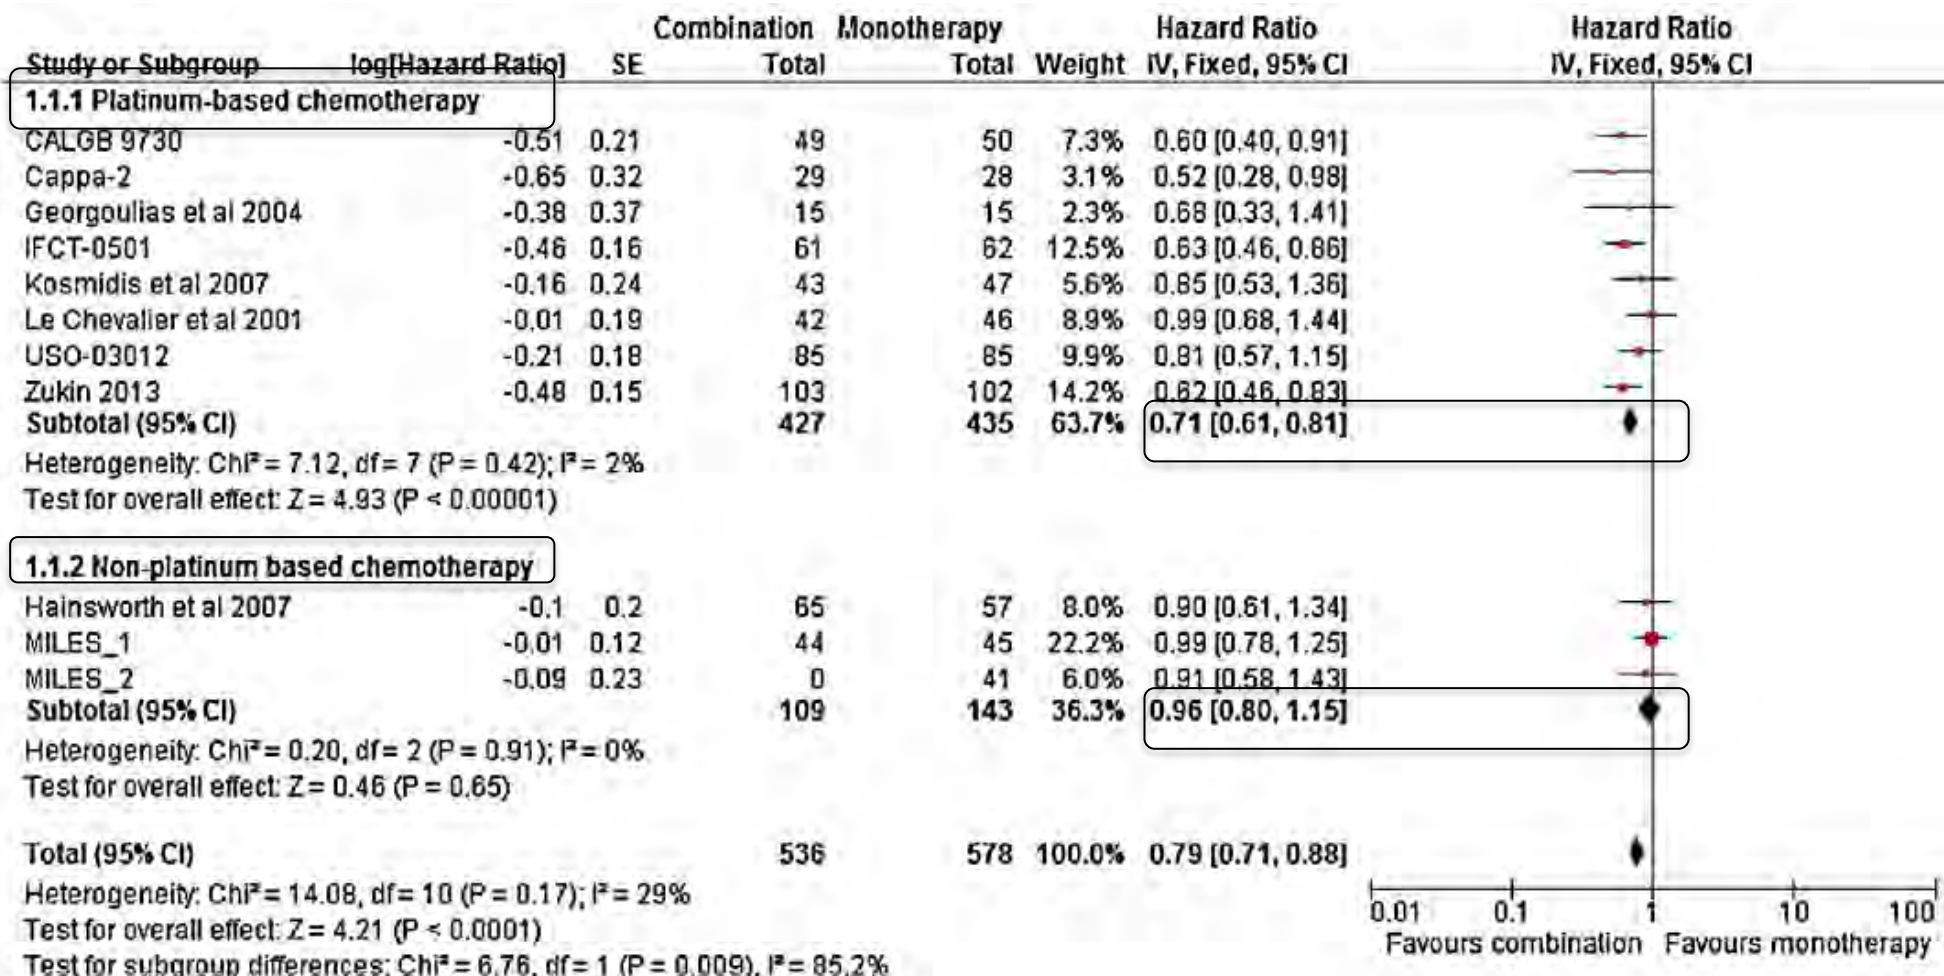 Combination Monotherapy Hazard Ratio Hazard Ratio
Study or Subgroup log[Hazard Ratio] SE Total Total Weight IV, Fixed, 95% CI IV, Fixed, 95% CI
1.1.1 Platinum-based chemotherapy
CALGB 9730 -0.51 0.21 49 50 7.3% 0.60 [0.40, 0.91]
Cappa-2 -0.65 0.32 29 28 3.1% 0.52 [0.28, 0.98]
Georgoulias et al 2004 -0.38 0.37 15 15 2.3% 0.68 [0.33, 1.41]
IFCT-0501 -0.46 0.16 61 62 12.5% 0.63 [0.46, 0.86]
Kosmidis et al 2007 -0.16 0.24 43 47 5.6% 0.85 [0.53, 1.36]
Le Chevalier et al 2001 -0.01 0.19 42 46 8.9% 0.99 [0.68, 1.44]
USO-03012 -0.21 0.18 85 85 9.9% 0.81 [0.57, 1.15]
Zukin 2013 -0.48 0.15 103 102 14.2% 0.62 [0.46, 0.83]
Subtotal (95% CI) 427 435 63.7% 0.71 [0.61, 0.81]
Heterogeneity: Chi² = 7.12, df = 7 (P = 0.42); I² = 2%
Test for overall effect: Z = 4.93 (P < 0.00001)
1.1.2 Non-platinum based chemotherapy
Hainsworth et al 2007 -0.1 0.2 65 57 8.0% 0.90 [0.61, 1.34]
MILES_1 -0.01 0.12 44 45 22.2% 0.99 [0.78, 1.25]
MILES_2 -0.09 0.23 0 41 6.0% 0.91 [0.58, 1.43]
Subtotal (95% CI) 109 143 36.3% 0.96 [0.80, 1.15]
Heterogeneity: Chi² = 0.20, df = 2 (P = 0.91); I² = 0%
Test for overall effect: Z = 0.46 (P = 0.65)
Total (95% CI) 536 578 100.0% 0.79 [0.71, 0.88]
Heterogeneity: Chi² = 14.08, df = 10 (P = 0.17); I² = 29%
0.01 0.1 1 10 100
Test for overall effect: Z = 4.21 (P < 0.0001)
Favours combination Favours monotherapy
Test for subgroup differences: Chi² = 6.76, df = 1 (P = 0.009), I² = 85.2%